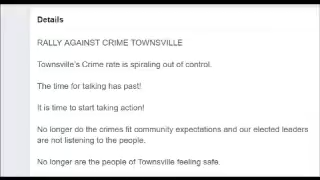 Details
RALLY AGAINST CRIME TOWNSVILLE
Townsville's Crime rate is spiraling out of control.
The time for talking has past!
It is time to start taking action!
No longer do the crimes fit community expectations and our elected leaders
are not listening to the people.
No longer are the people of Townsville feeling safe.